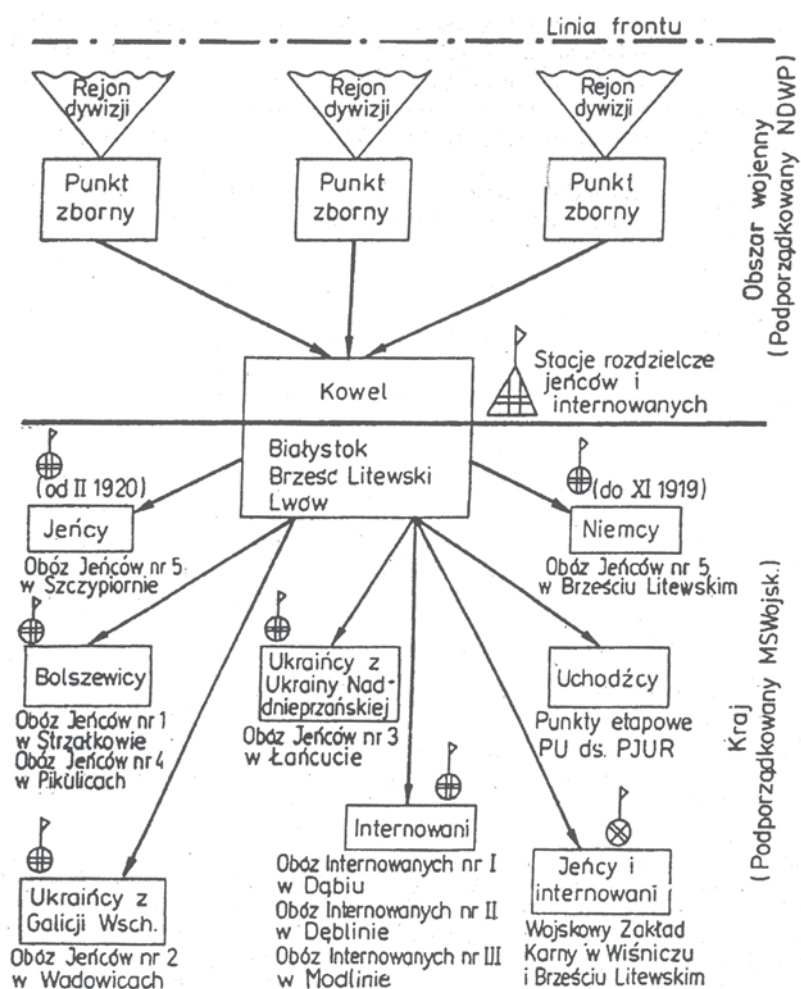 Linia frontu
Rejon
dywizji
Rejon
dywizji
Rejon
dywizji
Punkt
zborny
Punkt
zborny
Punkt
zborny
Obszar wojenny
(Podporządkowany NDWP)
Kowel
Stacje rozdzielcze
jeńców i
internowanych
Białystok
Brześć Litewski
Lwów
(od II 1920)
Jeńcy
Obóz Jeńców nr 5
w Szczypiornie
(do XI 1919)
Niemcy
Obóz Jeńców nr 5
w Brześciu Litewskim
Bolszewicy
Obóz Jeńców nr 1
w Strzałkowie
Obóz Jeńców nr 4
w Pikulicach
Ukraińcy z
Ukrainy Nad-
dnieprzańskiej
Obóz Jeńców nr 3
w Łańcucie
Uchodźcy
Punkty etapowe
PU ds. PJUR
Kraj
(Podporządkowany MSWojsk.)
Ukraińcy z
Galicji Wsch.
Obóz Jeńców nr 2
w Wadowicach
Internowani
Obóz Internowanych nr I
w Dąbiu
Obóz Internowanych nr II
w Dęblinie
Obóz Internowanych nr III
w Modlinie
Jeńcy i
internowani
Wojskowy Zakład
Karny w Wiśniczu
i Brześciu Litewskim